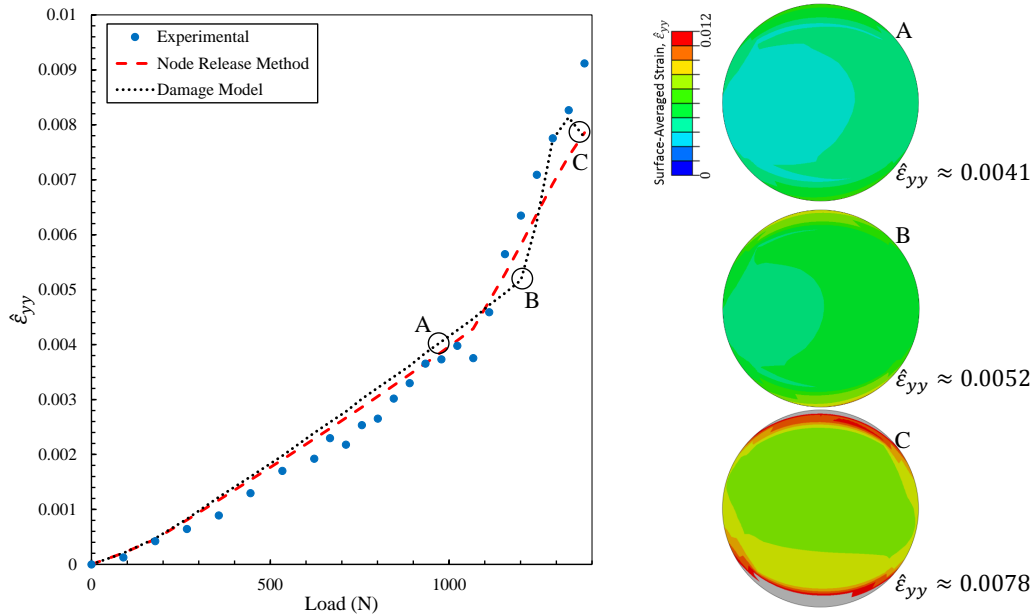 0.01
0.009
0.008
0.007
0.006
0.005
0.004
0.003
0.002
0.001
0
ε̂yy
Experimental
Node Release Method
Damage Model
A
B
C
0
500
1000
Load (N)
Surface-Averaged Strain, ε̂yy
0.012
0
A
ε̂yy ≈ 0.0041
B
ε̂yy ≈ 0.0052
C
ε̂yy ≈ 0.0078